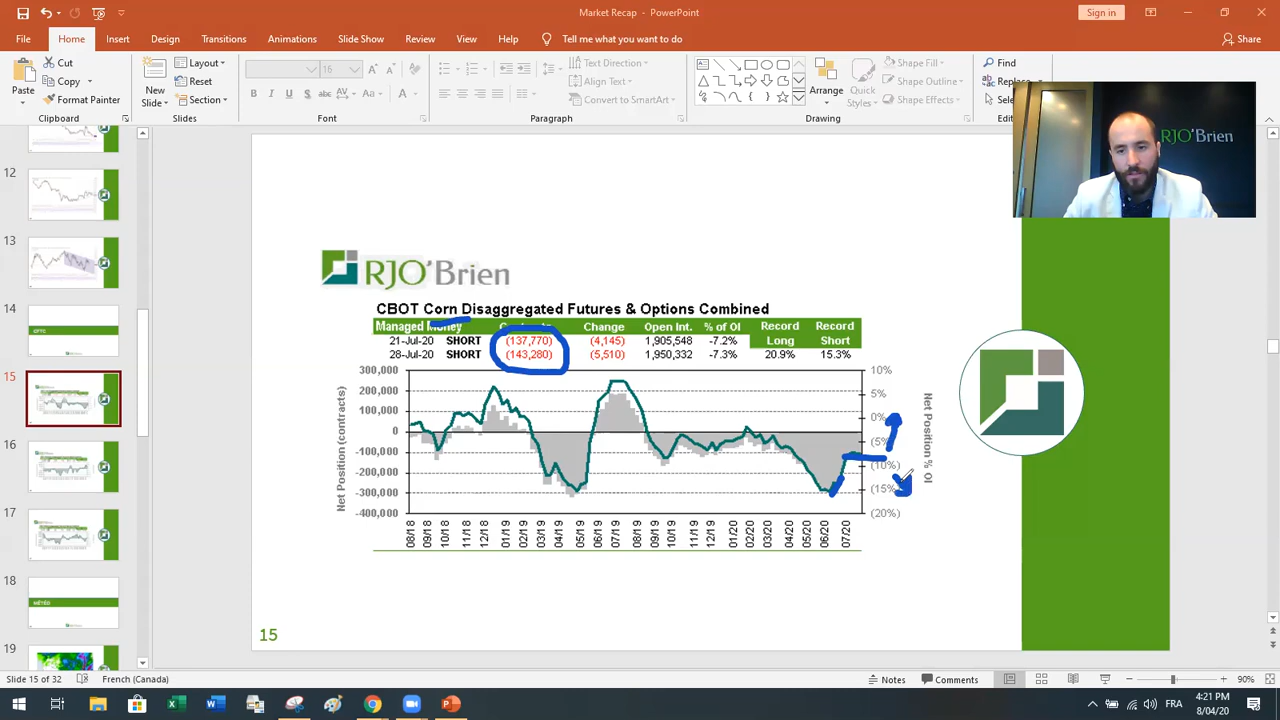 Market Recap - PowerPoint
Sign in
File Home Insert Design Transitions Animations Slide Show Review View Help Tell me what you want to do Share
Paste
Cut
Copy
Format Painter
Clipboard
New
Slide
Layout
Reset
Section
Slides
16
B I U S abc AV Aa A
Font
Text Direction
Align Text
Convert to SmartArt
Paragraph
Arrange
Quick
Styles
Shape Fill
Shape Outline
Shape Effects
Drawing
Find
Replace
RJO'Brien
12
13
14
15
16
17
18
MÉTÉO
19
RJO'Brien
CBOT Corn Disaggregated Futures & Options Combined
Managed Money Change Open Int. % of OI Record Long Record Short
21-Jul-20 SHORT (137,770) (4,145) 1,905,548 -7.2% 20.9% 15.3%
28-Jul-20 SHORT (143,280) (5,510) 1,950,332 -7.3%
Net Position (contracts)
300,000
200,000
100,000
0
-100,000
-200,000
-300,000
-400,000
10%
5%
0%
(5%)
(10%)
(15%)
(20%)
Net Position % OI
08/18 09/18 10/18 11/18 12/18 01/19 02/19 03/19 04/19 05/19 06/19 07/19 08/19 09/19 10/19 11/19 12/19 01/20 02/20 03/20 04/20 05/20 06/20 07/20
15
Slide 15 of 32 French (Canada) Notes Comments 90%
4:21 PM
FRA
8/04/20